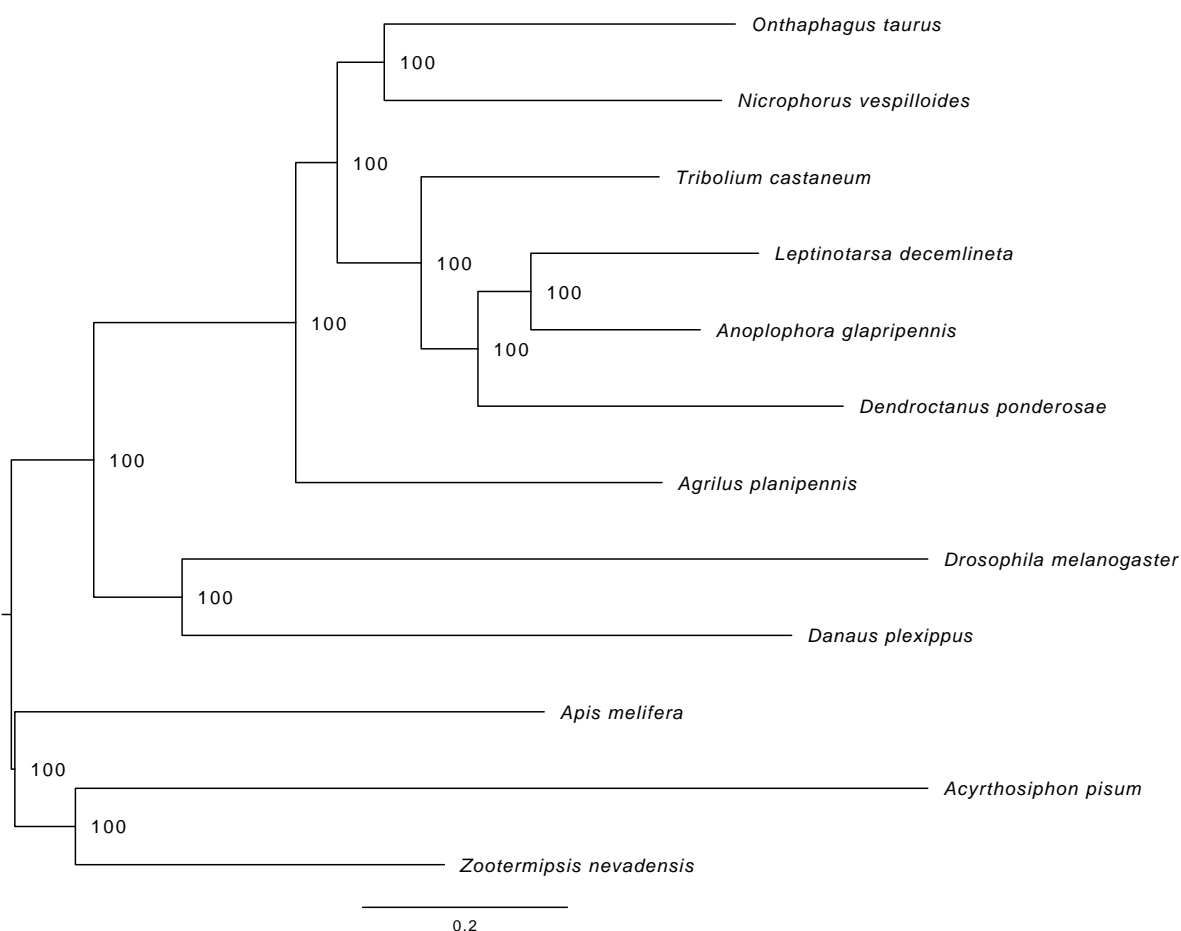 Onthaphagus taurus
100
Nicrophorus vespilloides
100
Tribolium castaneum
Leptinotarsa decemlineta
100
100
100
Anoplophora glapripennis
100
Dendroctanus ponderosae
100
Agrilus planipennis
Drosophila melanogaster
100
Danaus plexippus
Apis melifera
100
Acyrthosiphon pisum
100
Zootermipsis nevadensis
0.2